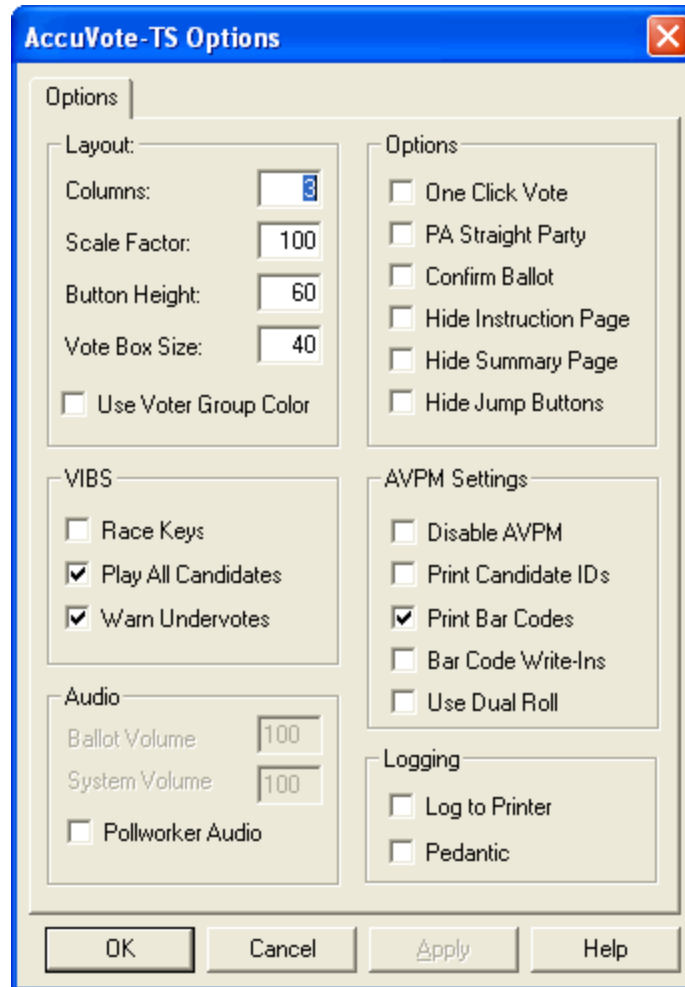 AccuVote-TS Options
Options
Layout:
Columns: 3
Scale Factor: 100
Button Height: 60
Vote Box Size: 40
Use Voter Group Color
Options
One Click Vote
PA Straight Party
Confirm Ballot
Hide Instruction Page
Hide Summary Page
Hide Jump Buttons
VIBS
Race Keys
Play All Candidates
Warn Undervotes
AVPM Settings
Disable AVPM
Print Candidate IDs
Print Bar Codes
Bar Code Write-Ins
Use Dual Roll
Audio
Ballot Volume 100
System Volume 100
Pollworker Audio
Logging
Log to Printer
Pedantic
OK Cancel Apply Help